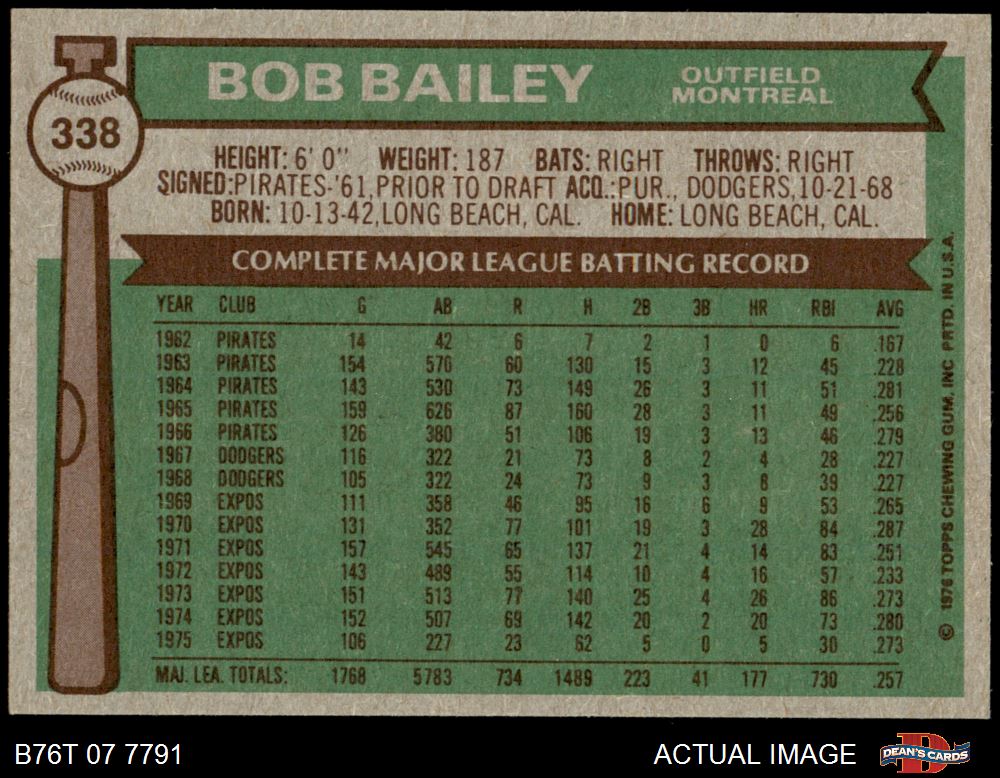 BOB BAILEY
OUTFIELD
MONTREAL
338
HEIGHT: 6' 0" WEIGHT: 187 BATS: RIGHT THROWS: RIGHT
SIGNED:PIRATES-'61,PRIOR TO DRAFT ACQ.:PUR., DODGERS,10-21-68
BORN: 10-13-42,LONG BEACH, CAL. HOME: LONG BEACH, CAL.
COMPLETE MAJOR LEAGUE BATTING RECORD
YEAR CLUB G AB R H 2B 3B HR RBI AVG
1962 PIRATES 14 42 6 7 2 1 0 6 .167
1963 PIRATES 154 570 60 130 15 3 12 45 .228
1964 PIRATES 143 530 73 149 26 3 11 51 .281
1965 PIRATES 159 626 87 160 28 3 11 49 .256
1966 PIRATES 126 380 51 106 19 3 13 46 .279
1967 DODGERS 116 322 21 73 8 2 4 28 .227
1968 DODGERS 105 322 24 73 9 3 8 39 .227
1969 EXPOS 111 358 46 95 16 6 9 53 .265
1970 EXPOS 131 352 77 101 19 3 28 84 .287
1971 EXPOS 157 545 65 137 21 4 14 83 .251
1972 EXPOS 143 489 55 114 10 4 16 57 .233
1973 EXPOS 151 513 77 140 25 4 26 86 .273
1974 EXPOS 152 507 69 142 20 2 20 73 .280
1975 EXPOS 106 227 23 62 5 0 5 30 .273
MAJ. LEA. TOTALS: 1768 5783 734 1489 223 41 177 730 .257
© 1976 TOPPS CHEWING GUM, INC PRTD. IN U.S.A.
B76T 07 7791
ACTUAL IMAGE
DEAN'S CARDS